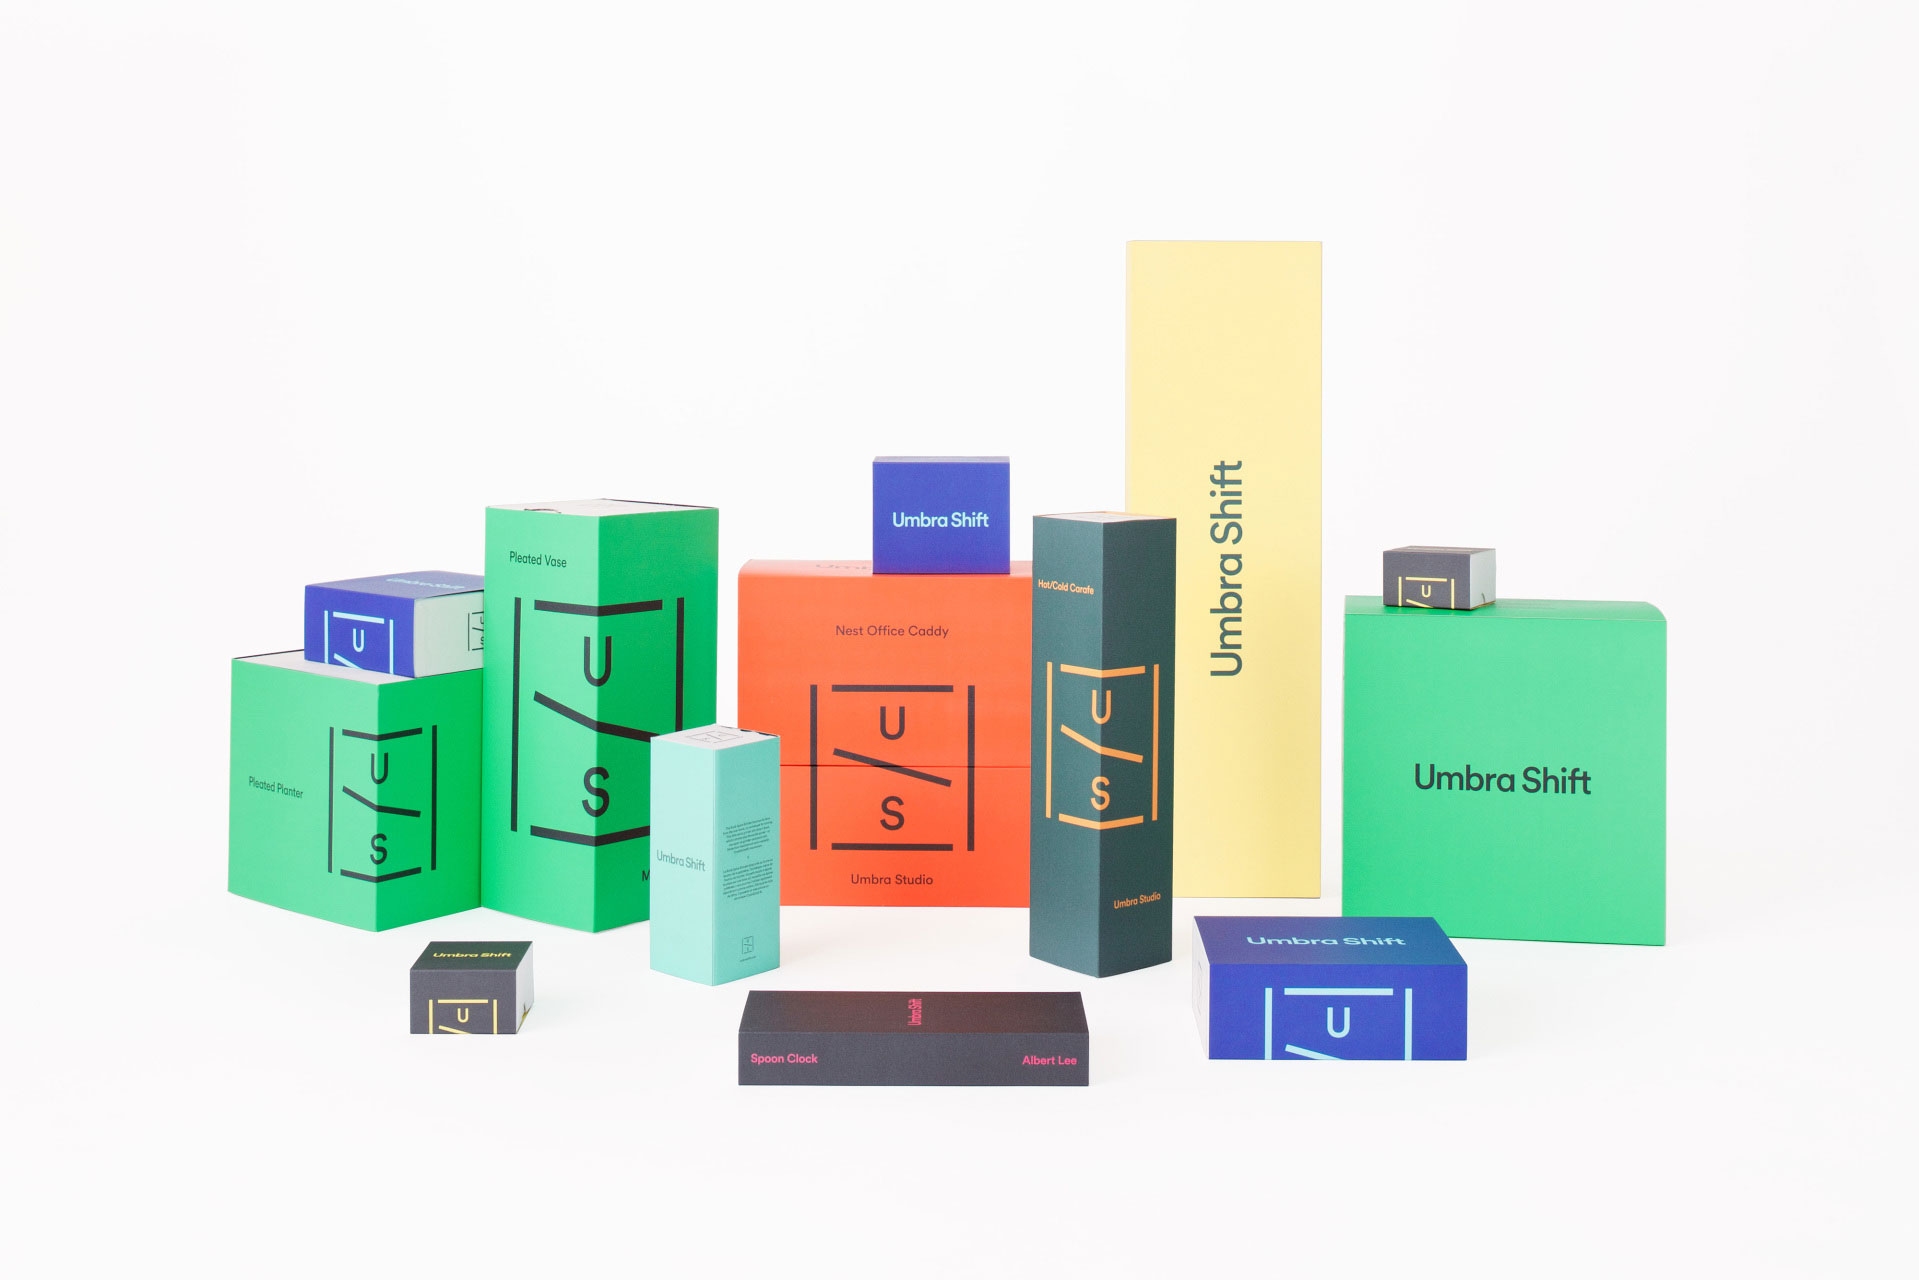 Umbra Shift
Umbra Shift
Pleated Vase
U
S
M
Umbra Shift
U
U
S
Pleated Planter
U
S
Nest Office Caddy
U
S
Umbra Studio
Hot/Cold Carafe
U
S
Umbra Studio
U
Umbra Shift
Umbra Shift
Umbra Shift
U
Umbra Shift
Spoon Clock
Albert Lee
Umbra Shift
U